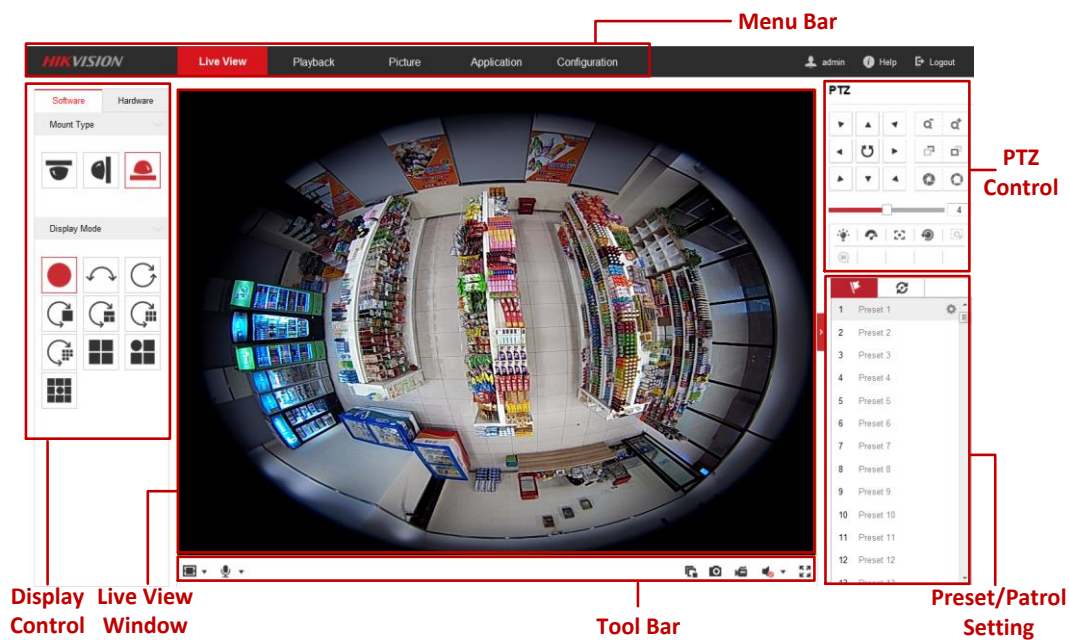 Menu Bar
HIKVISION
Live View
Playback
Picture
Application
Configuration
admin
Help
Logout
Software
Hardware
Mount Type
Display Mode
PTZ
4
PTZ
Control
1 Preset 1
2 Preset 2
3 Preset 3
4 Preset 4
5 Preset 5
6 Preset 6
7 Preset 7
8 Preset 8
9 Preset 9
10 Preset 10
11 Preset 11
12 Preset 12
Display
Control
Live View
Window
Tool Bar
Preset/Patrol
Setting